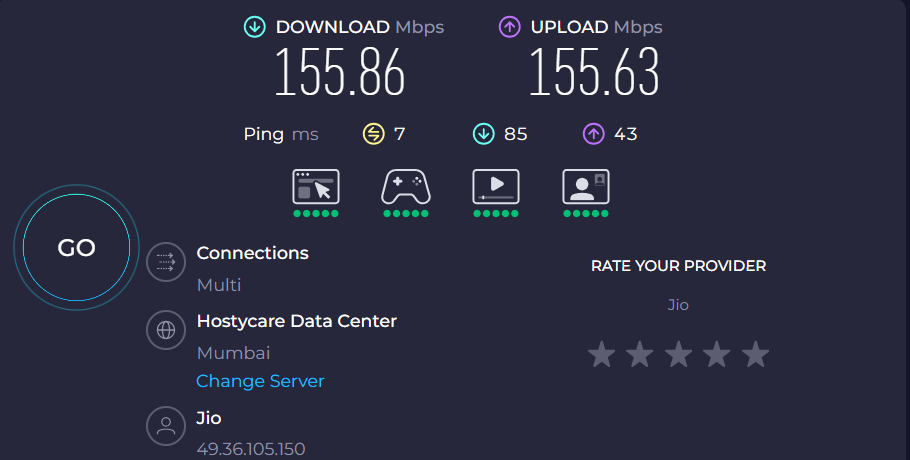 DOWNLOAD Mbps
UPLOAD Mbps
155.86
155.63
Ping ms 7 85 43
GO
Connections
Multi
Hostycare Data Center
Mumbai
Change Server
Jio
49.36.105.150
RATE YOUR PROVIDER
Jio